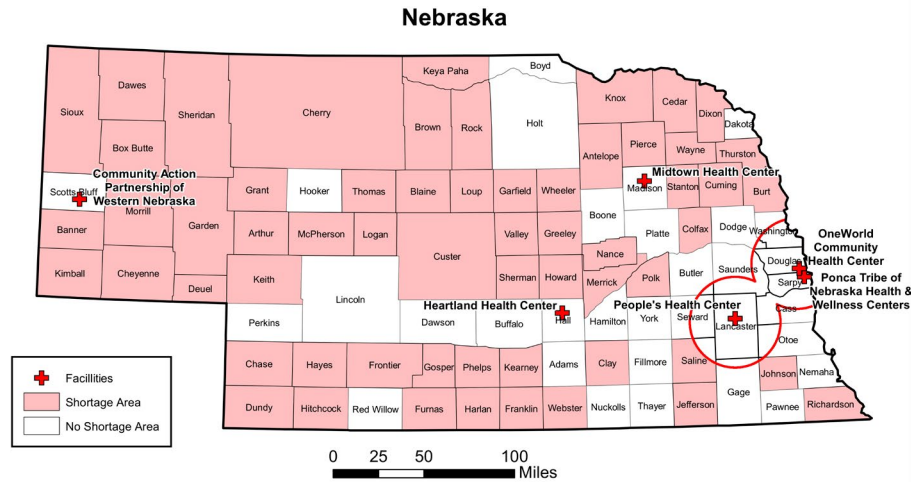 Nebraska
Boyd
Keya Paha
Dawes
Knox
Cedar
Sioux
Cherry
Dixon
Sheridan
Dakota
Brown
Rock
Holt
Box Butte
Pierce
Wayne
Antelope
Thurston
Community Action
Partnership of
Western Nebraska
Midtown Health Center
Scotts Bluff
Grant
Hooker
Thomas
Blaine
Loup
Garfield
Wheeler
Madison
Stanton
Cuming
Burt
Morrill
Boone
Garden
Banner
Arthur
McPherson
Logan
Valley
Greeley
Platte
Colfax
Dodge
Washington
OneWorld
Community
Health Center
Custer
Nance
Douglas
Kimball
Cheyenne
Keith
Sherman
Howard
Merrick
Polk
Butler
Saunders
Sarpy
Ponca Tribe of
Nebraska Health &
Wellness Centers
Deuel
Lincoln
Heartland Health Center
People's Health Center
Cass
Perkins
Dawson
Buffalo
Hall
Hamilton
York
Seward
Lancaster
Otoe
Chase
Hayes
Frontier
Gosper
Phelps
Kearney
Adams
Clay
Fillmore
Saline
Johnson
Nemaha
Gage
Dundy
Hitchcock
Red Willow
Furnas
Harlan
Franklin
Webster
Nuckolls
Thayer
Jefferson
Pawnee
Richardson
Facillities
Shortage Area
No Shortage Area
0 25 50 100
Miles